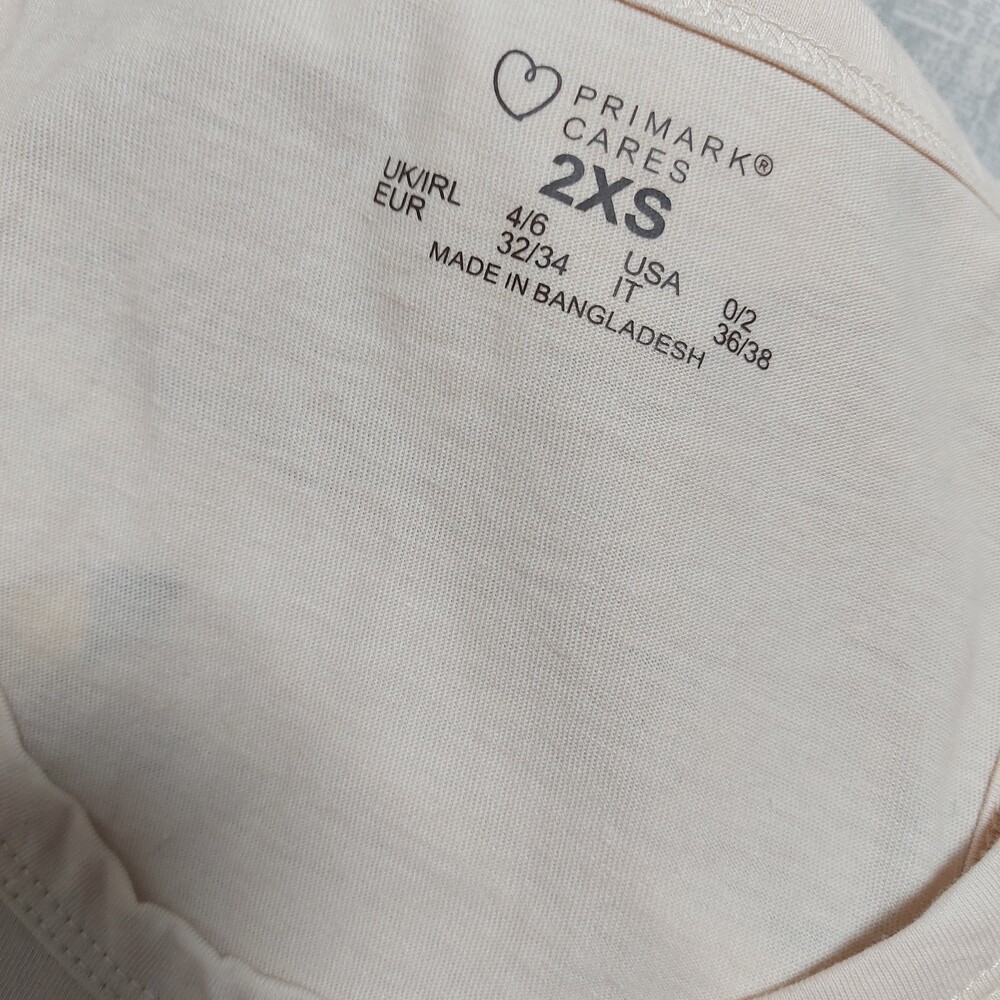 PRIMARK®
CARES
2XS
UK/IRL 4/6 USA 0/2
EUR 32/34 IT 36/38
MADE IN BANGLADESH